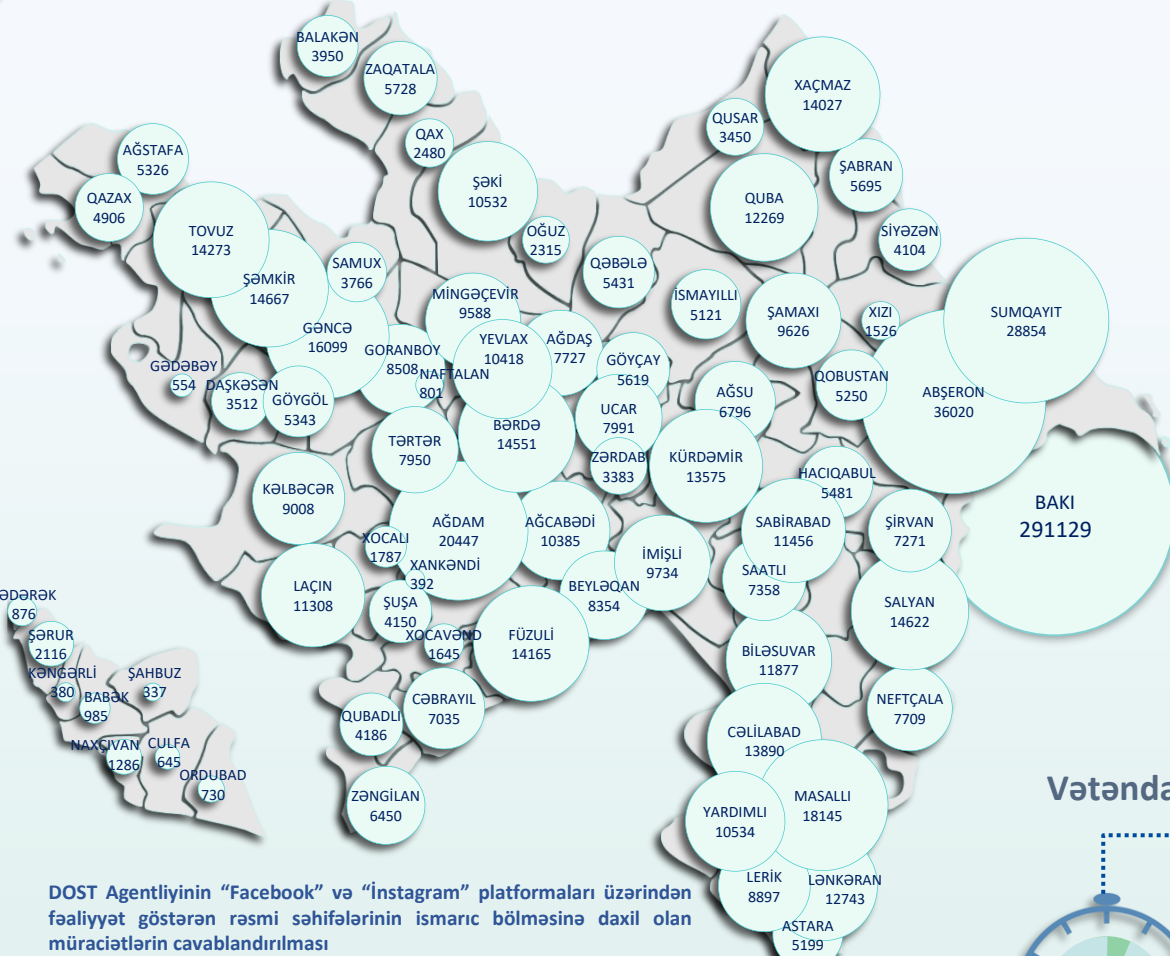 BALAKƏN
3950
ZAQATALA
5728
QAX
2480
ŞƏKİ
10532
OĞUZ
2315
QƏBƏLƏ
5431
AĞSTAFA
5326
QAZAX
4906
TOVUZ
14273
ŞƏMKİR
14667
SAMUX
3766
GƏNCƏ
16099
GORANBOY
8508
NAFTALAN
801
MİNGƏÇEVİR
9588
YEVLAX
10418
AĞDAŞ
7727
GÖYÇAY
5619
GƏDƏBƏY
554
DAŞKƏSƏN
3512
GÖYGÖL
5343
XAÇMAZ
14027
QUSAR
3450
ŞABRAN
5695
QUBA
12269
SİYƏZƏN
4104
İSMAYILLI
5121
ŞAMAXI
9626
XIZI
1526
SUMQAYIT
28854
QOBUSTAN
5250
ABŞERON
36020
AĞSU
6796
UCAR
7991
ZƏRDAB
3383
KÜRDƏMİR
13575
BƏRDƏ
14551
TƏRTƏR
7950
KƏLBƏCƏR
9008
HACIQABUL
5481
BAKI
291129
ŞİRVAN
7271
SABİRABAD
11456
SAATLI
7358
İMİŞLİ
9734
AĞCABƏDİ
10385
AĞDAM
20447
XOCALI
1787
XANKƏNDİ
392
LAÇIN
11308
ŞUŞA
4150
XOCAVƏND
1645
FÜZULİ
14165
BEYLƏQAN
8354
SALYAN
14622
BİLƏSUVAR
11877
NEFTÇALA
7709
CƏBRAYIL
7035
QUBADLI
4186
ZƏNGİLAN
6450
CƏLİLABAD
13890
MASALLI
18145
YARDIMLI
10534
LERİK
8897
LƏNKƏRAN
12743
ASTARA
5199
ƏDƏRƏK
876
ŞƏRUR
2116
KƏNGƏRLİ
380
BABƏK
985
ŞAHBUZ
337
NAXÇIVAN
1286
CULFA
645
ORDUBAD
730
Vətənda
DOST Agentliyinin “Facebook” və “İnstagram” platformaları üzərindən
fəaliyyət göstərən rəsmi səhifələrinin ismarıc bölməsinə daxil olan
müraciətlərin cavablandırılması